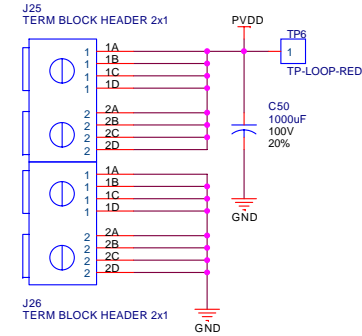 J25
TERM BLOCK HEADER 2x1
PVDD
TP6
1 1A
1 1B
1 1C
1 1D
1
TP-LOOP-RED
2 2A
2 2B
2 2C
2 2D
C50
1000uF
100V
20%
1 1A
1 1B
1 1C
1 1D
GND
2 2A
2 2B
2 2C
2 2D
J26
TERM BLOCK HEADER 2x1
GND